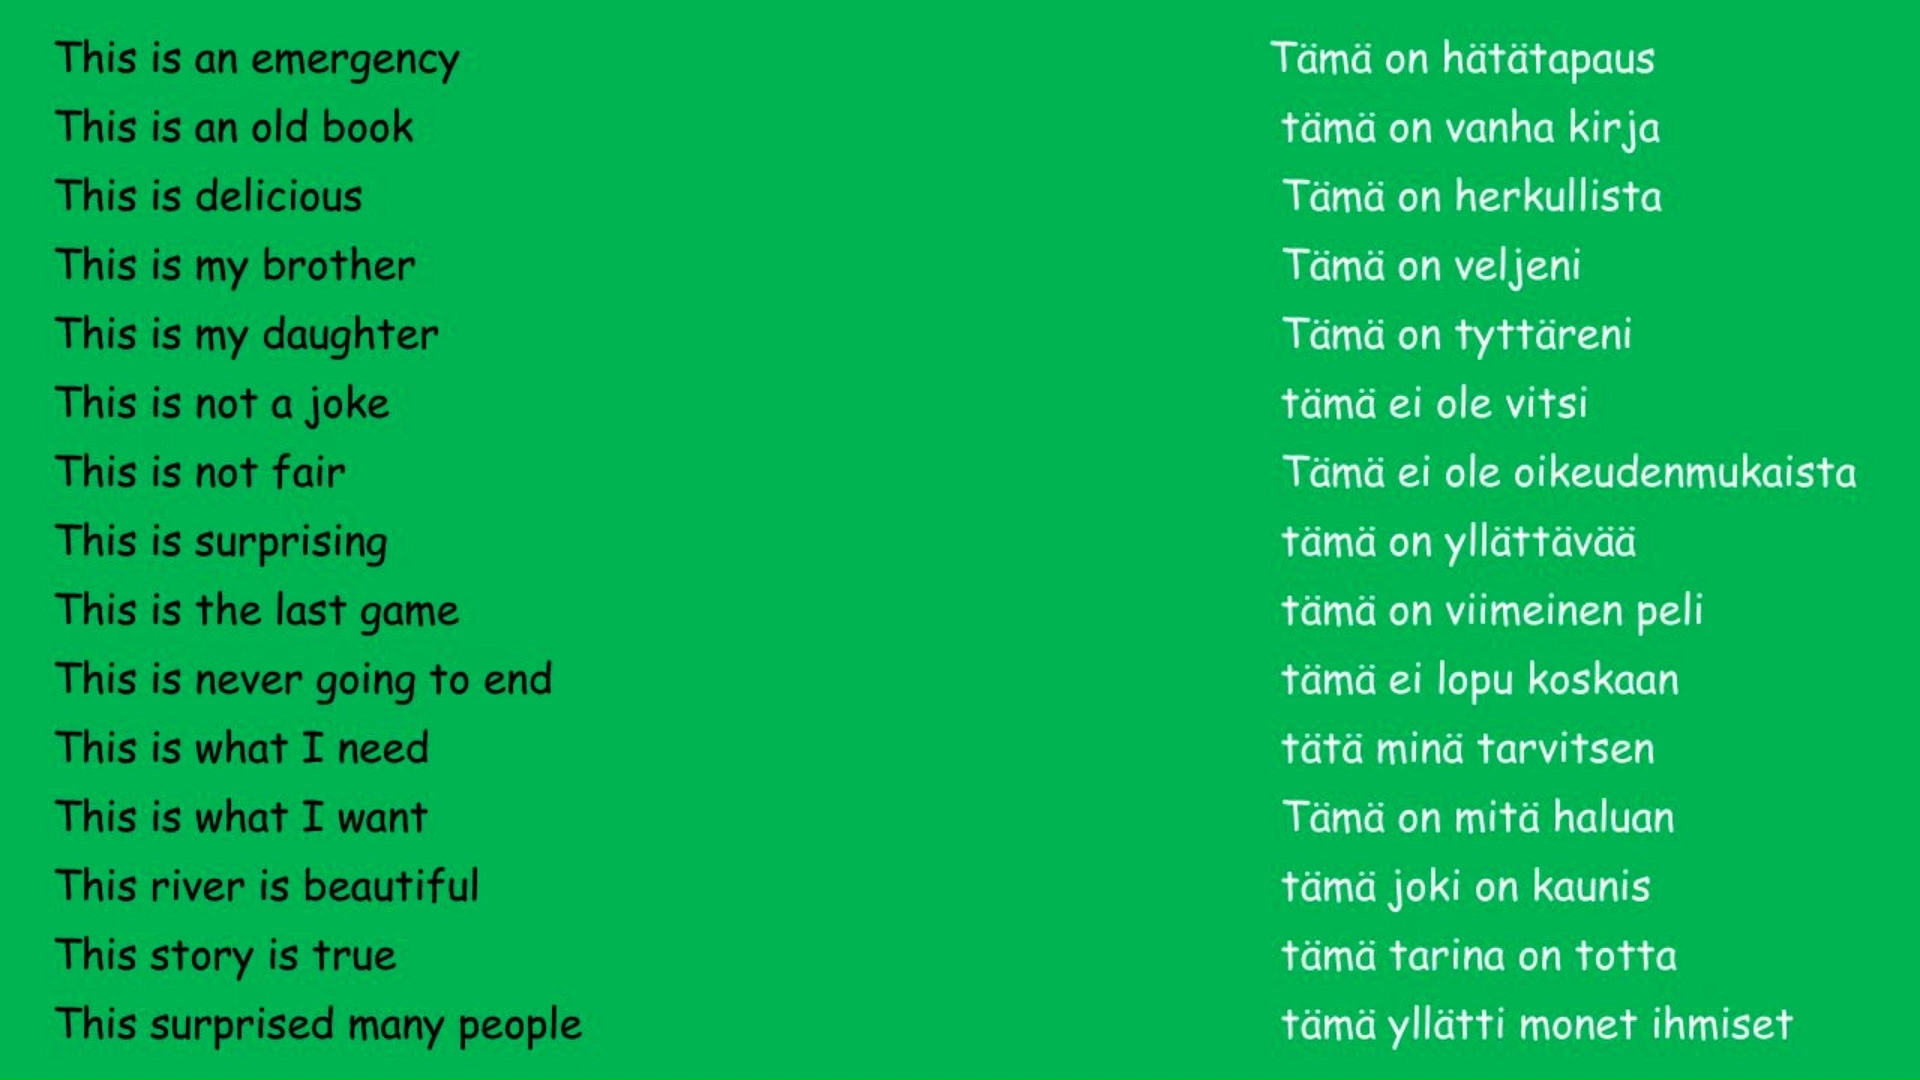 This is an emergency Tämä on hätätapaus
This is an old book tämä on vanha kirja
This is delicious Tämä on herkullista
This is my brother Tämä on veljeni
This is my daughter Tämä on tyttäreni
This is not a joke tämä ei ole vitsi
This is not fair Tämä ei ole oikeudenmukaista
This is surprising tämä on yllättävää
This is the last game tämä on viimeinen peli
This is never going to end tämä ei lopu koskaan
This is what I need tätä minä tarvitsen
This is what I want Tämä on mitä haluan
This river is beautiful tämä joki on kaunis
This story is true tämä tarina on totta
This surprised many people tämä yllätti monet ihmiset